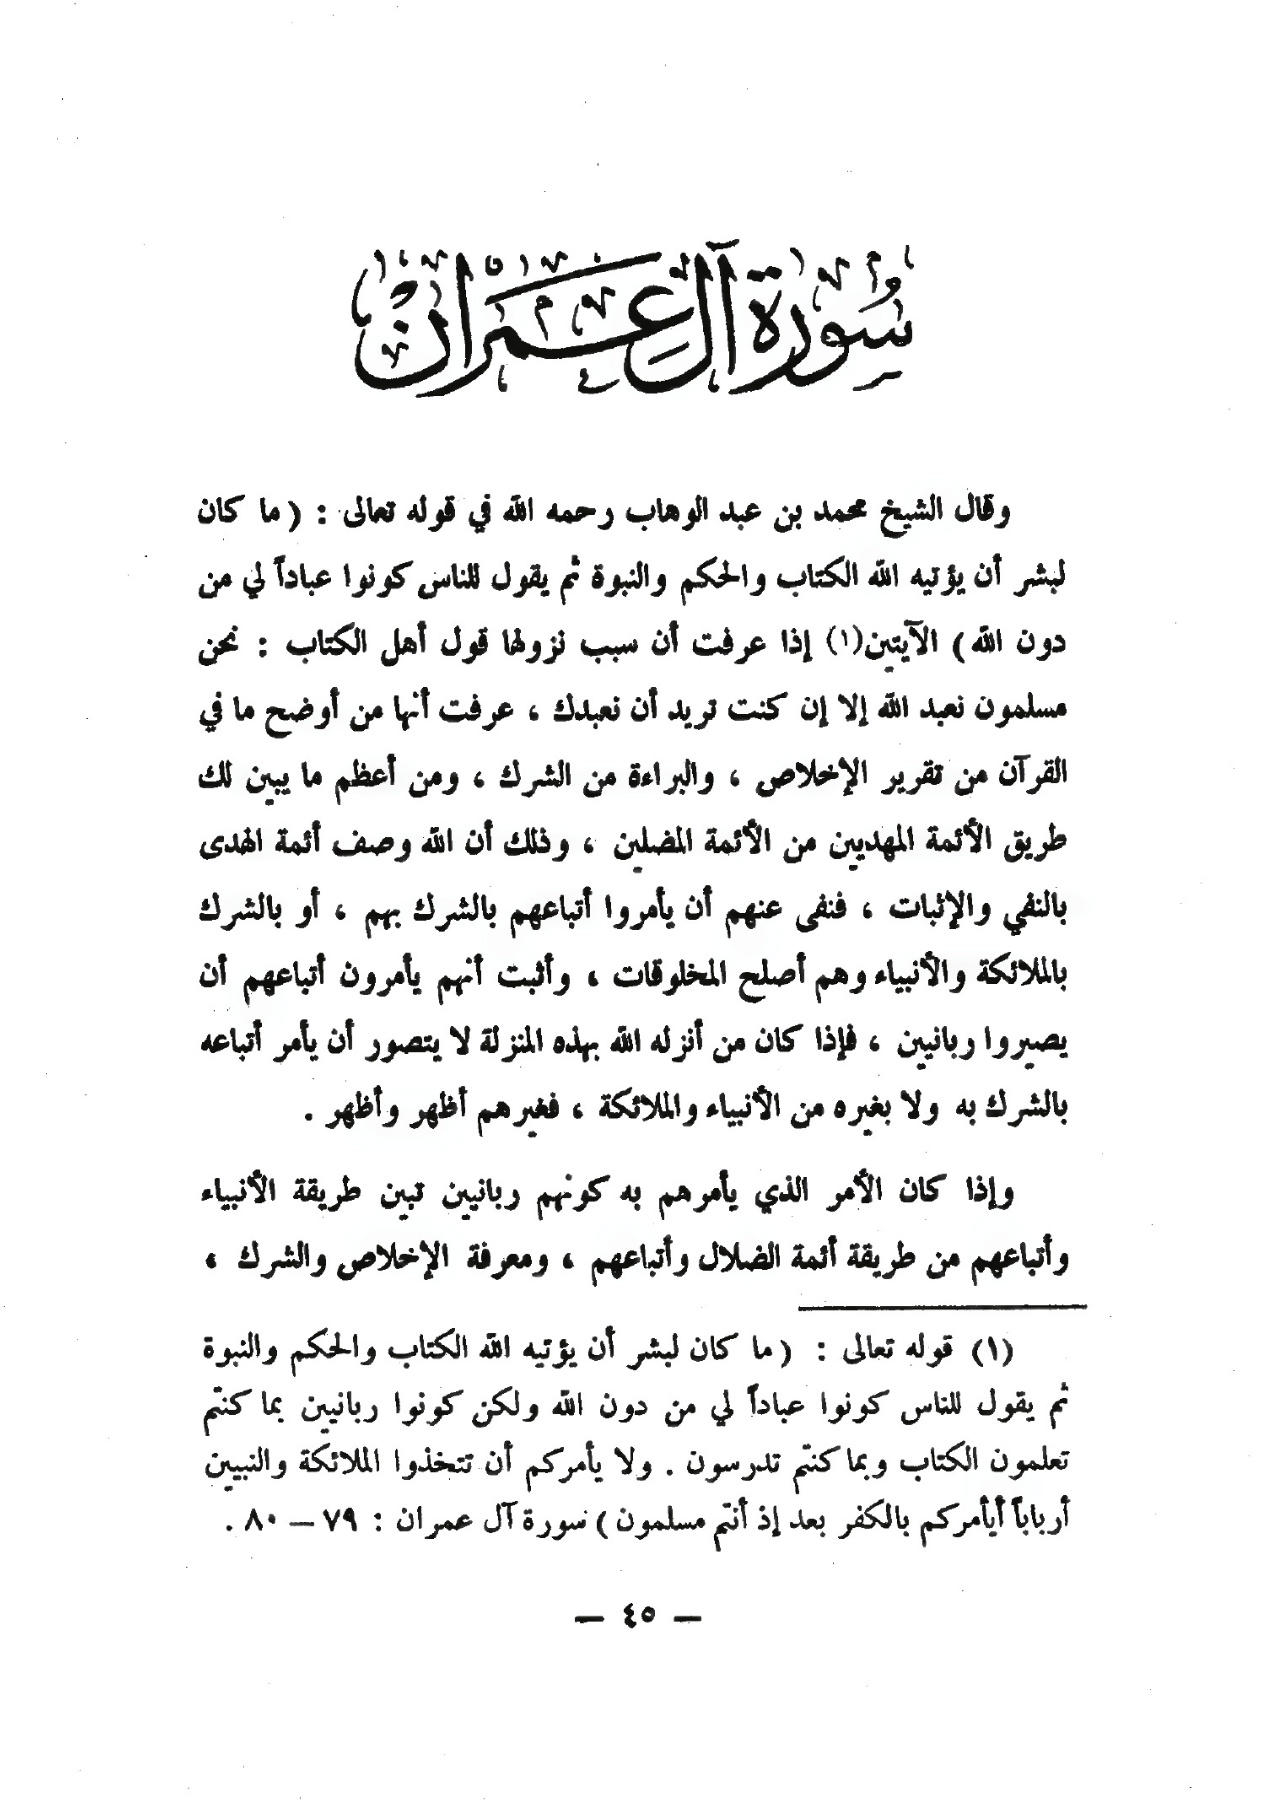 سُورة آل عِمَران
وقال الشيخ محمد بن عبد الوهاب رحمه الله في قوله تعالى : ( ما كان
لبشر أن يؤتيه الله الكتاب والحكم والنبوة ثم يقول للناس كونوا عباداً لي من
دون الله ) الآيتين(١) إذا عرفت أن سبب نزولها قول أهل الكتاب : نحن
مسلمون نعبد الله إلا إن كنت تريد أن نعبدك ، عرفت أنها من أوضح ما في
القرآن من تقرير الإخلاص ، والبراءة من الشرك ، ومن أعظم ما يبين لك
طريق الأئمة المهديين من الأئمة المضلين ، وذلك أن الله وصف أئمة الهدى
بالنفي والإثبات ، فنفى عنهم أن يأمروا أتباعهم بالشرك بهم ، أو بالشرك
بالملائكة والأنبياء وهم أصلح المخلوقات ، وأثبت أنهم يأمرون أتباعهم أن
يصيروا ربانيين ، فإذا كان من أنزله الله بهذه المنزلة لا يتصور أن يأمر أتباعه
بالشرك به ولا بغيره من الأنبياء والملائكة ، فغيرهم أظهر وأظهر .
وإذا كان الأمر الذي يأمرهم به كونهم ربانيين تبين طريقة الأنبياء
وأتباعهم من طريقة أئمة الضلال وأتباعهم ، ومعرفة الإخلاص والشرك ،
(١) قوله تعالى : ( ما كان لبشر أن يؤتيه الله الكتاب والحكم والنبوة
ثم يقول للناس كونوا عباداً لي من دون الله ولكن كونوا ربانيين بما كنتم
تعلمون الكتاب وبما كنتم تدرسون . ولا يأمركم أن تتخذوا الملائكة والنبيين
أرباباً أيأمركم بالكفر بعد إذ أنتم مسلمون ) سورة آل عمران : ٧٩ – ٨٠ .
– ٤٥ –